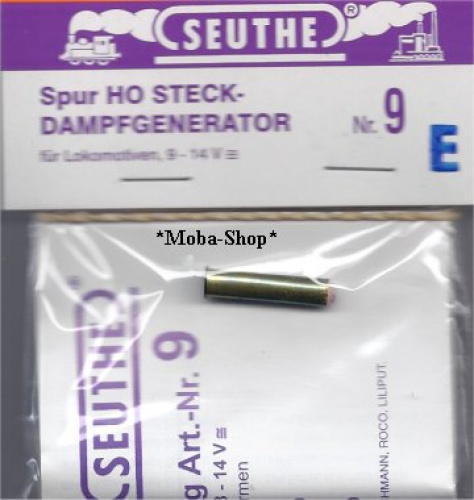 SEUTHE ®
Spur HO STECK-
DAMPFGENERATOR
Nr. 9
für Lokomotiven, 9 - 14 V ≅
E
*Moba-Shop*
SEUTHE
g Art.-Nr. 9
- 14 V ≅
ormen
HMANN, ROCO, LILIPUT.